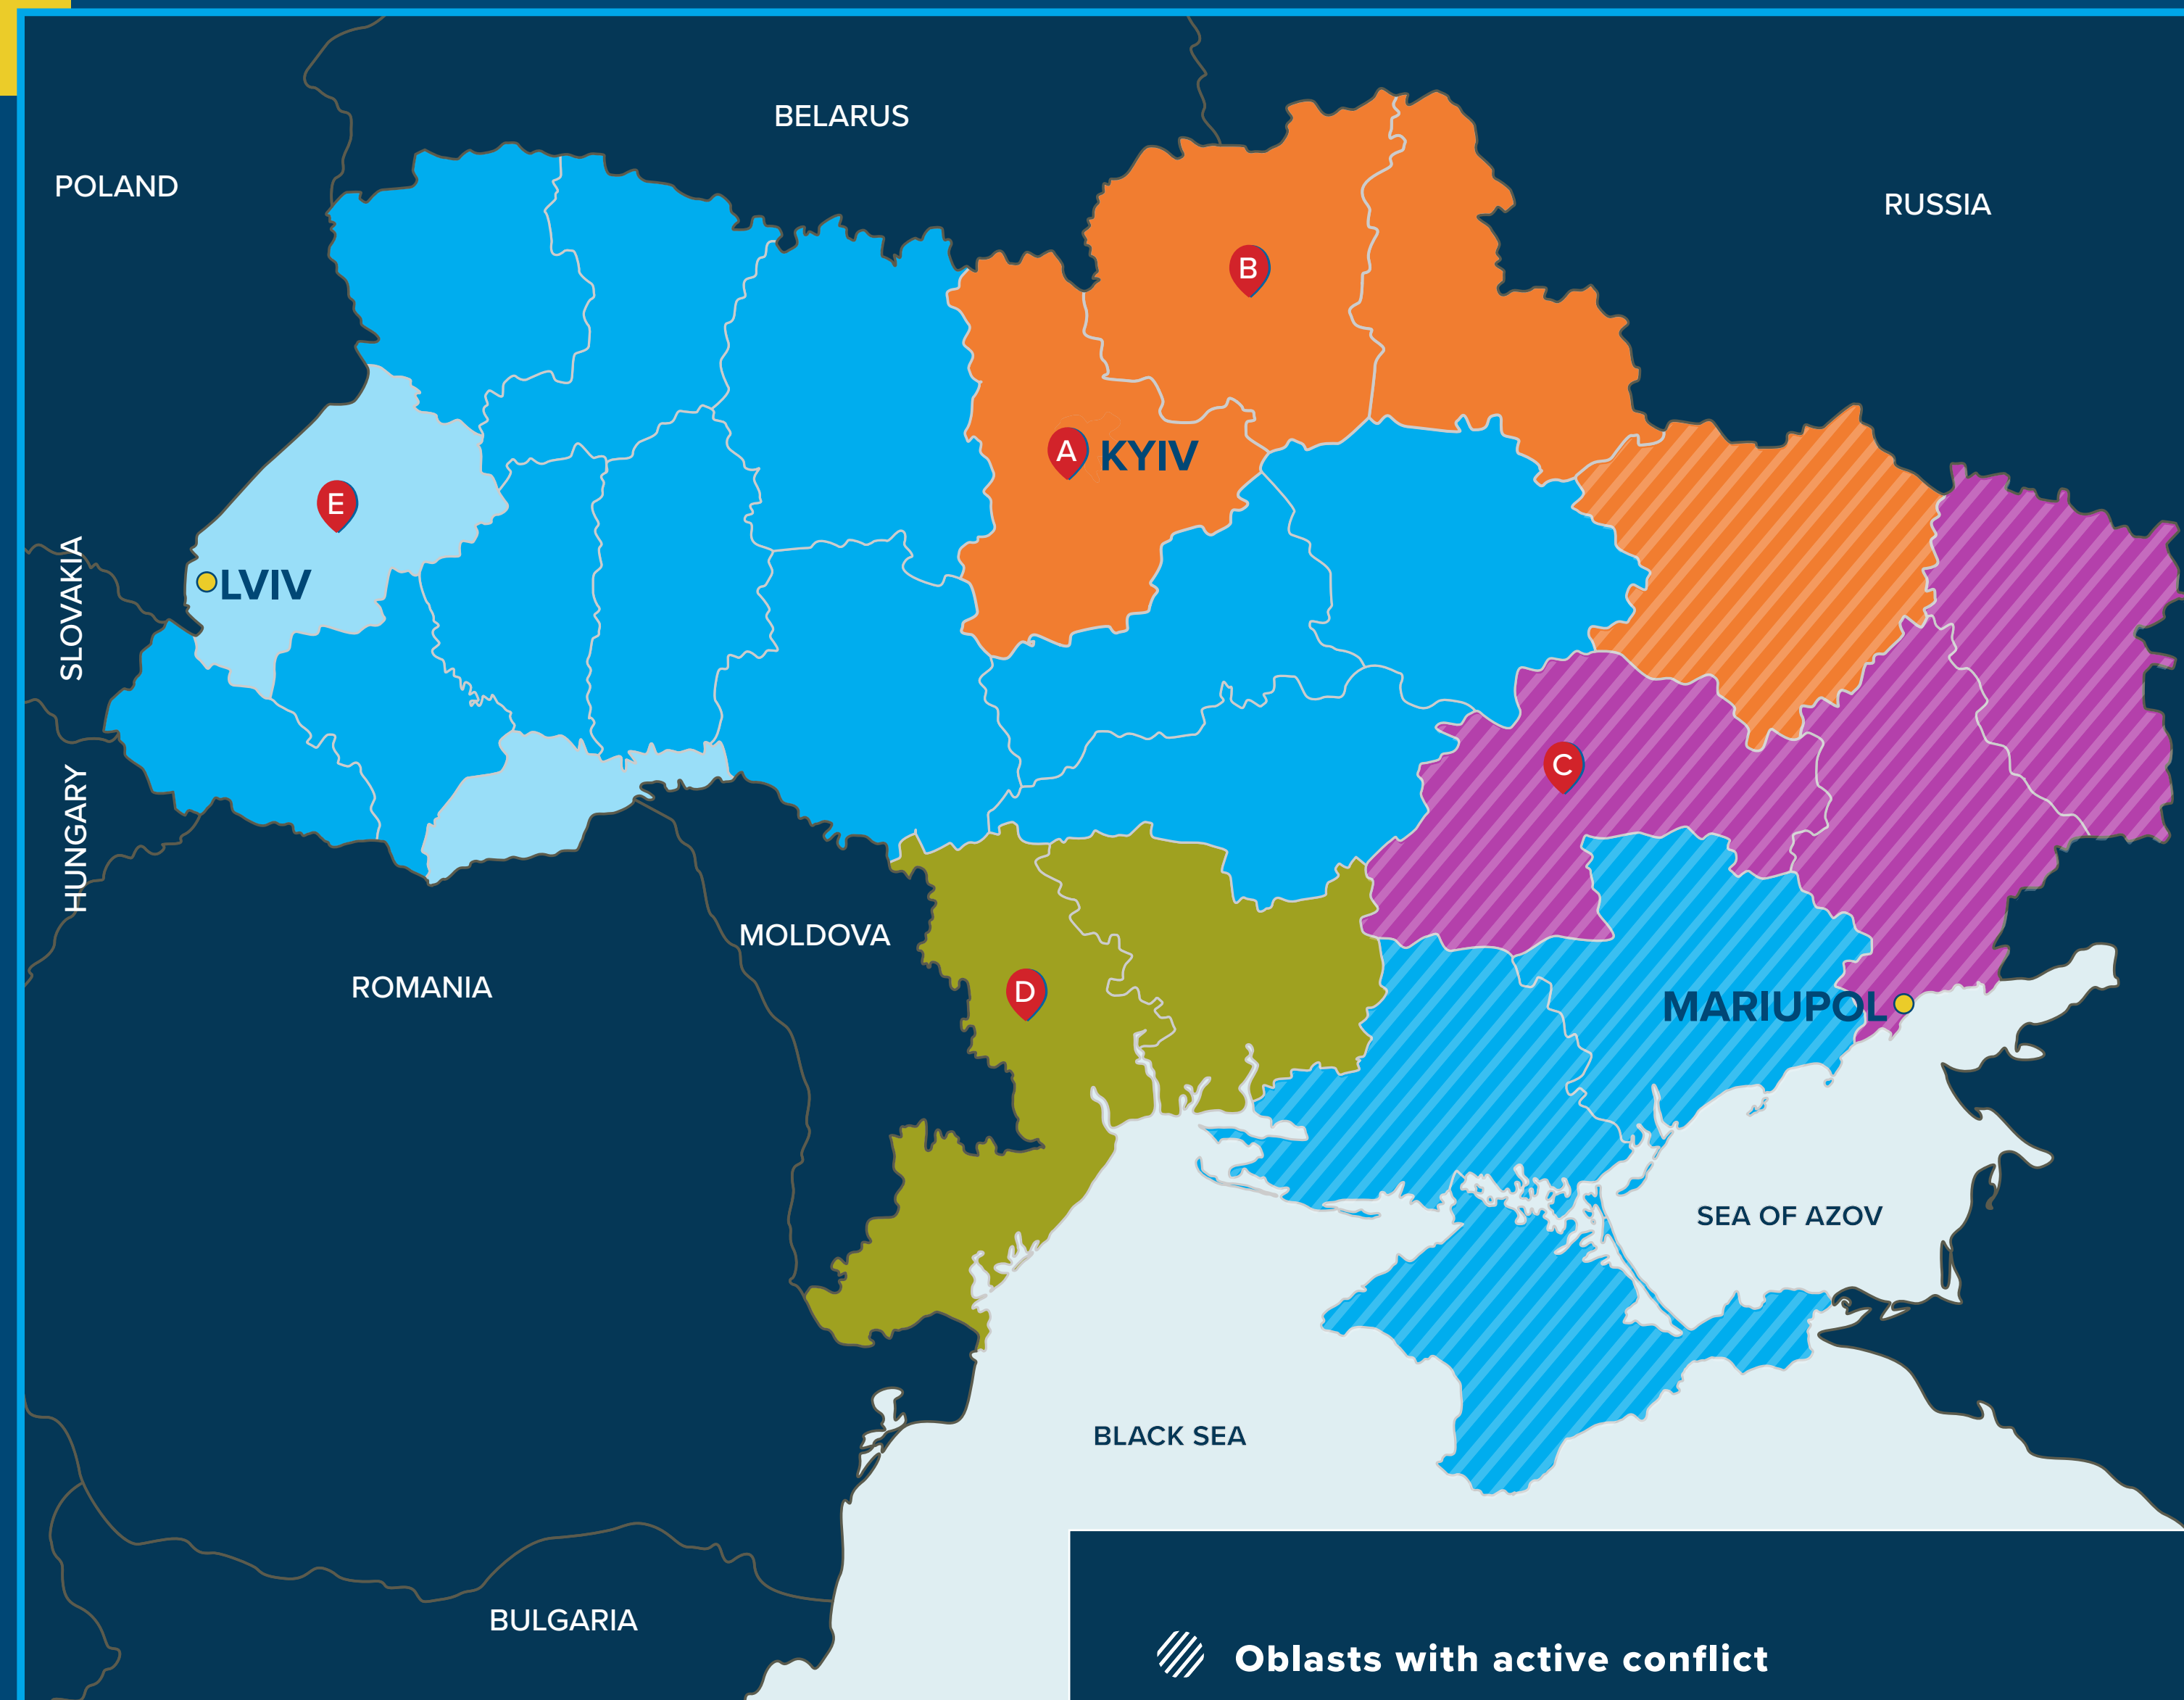 BELARUS
POLAND
RUSSIA
B
A
KYIV
E
LVIV
SLOVAKIA
C
HUNGARY
MOLDOVA
ROMANIA
D
MARIUPOL
SEA OF AZOV
BLACK SEA
BULGARIA
Oblasts with active conflict